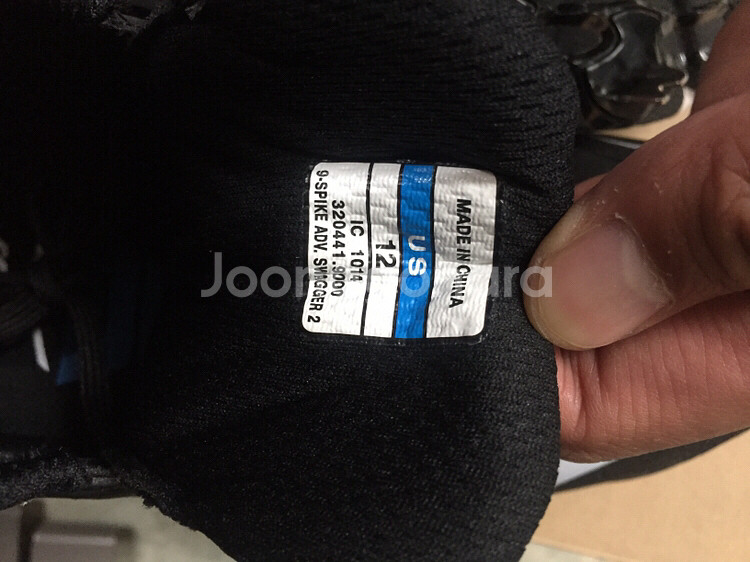 MADE IN CHINA
US
12
IC 1014
320441.9000
9-SPIKE ADV. SWAGGER 2